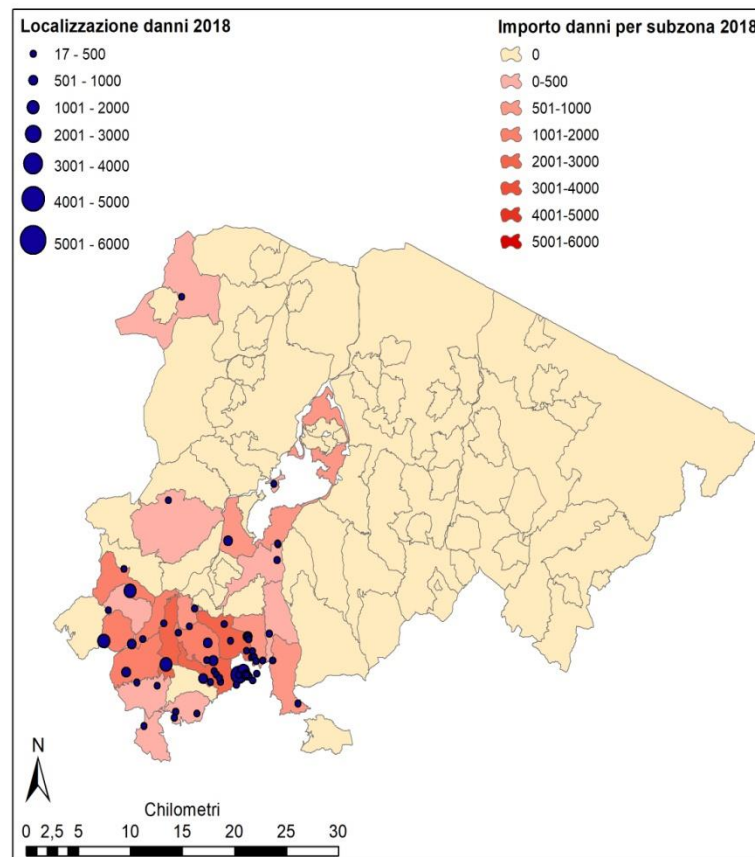 Localizzazione danni 2018
17 - 500
501 - 1000
1001 - 2000
2001 - 3000
3001 - 4000
4001 - 5000
5001 - 6000
Importo danni per subzona 2018
0
0-500
501-1000
1001-2000
2001-3000
3001-4000
4001-5000
5001-6000
N
Chilometri
0 2,5 5 10 15 20 25 30